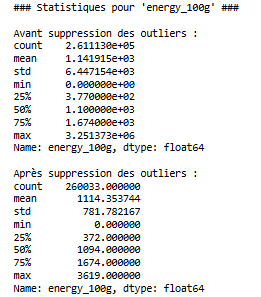 ### Statistiques pour 'energy_100g' ###
Avant suppression des outliers :
count    2.611130e+05
mean     1.141915e+03
std      6.447154e+03
min      0.000000e+00
25%      3.770000e+02
50%      1.100000e+03
75%      1.674000e+03
max      3.251373e+06
Name: energy_100g, dtype: float64
Après suppression des outliers :
count    260033.000000
mean       1114.353744
std         781.782167
min           0.000000
25%         372.000000
50%        1094.000000
75%        1674.000000
max        3619.000000
Name: energy_100g, dtype: float64